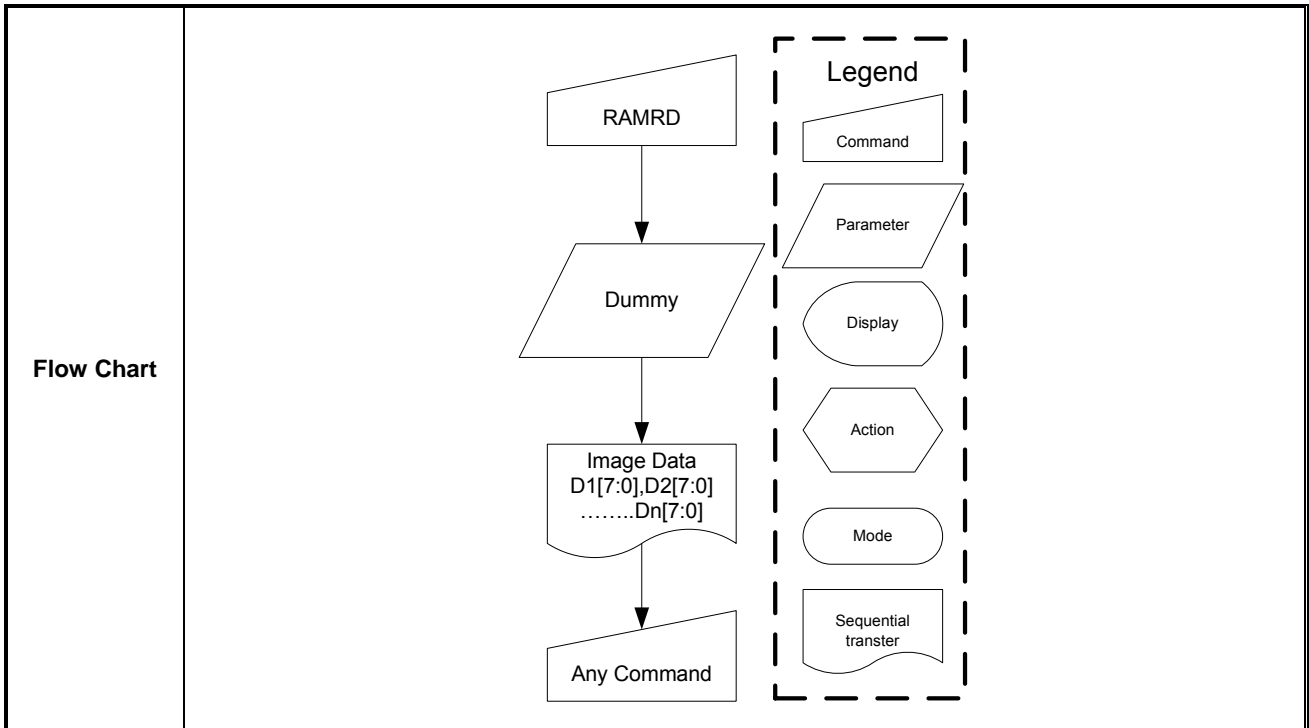 Flow Chart
RAMRD
Dummy
Image Data
D1[7:0],D2[7:0]
……..Dn[7:0]
Any Command
Legend
Command
Parameter
Display
Action
Mode
Sequential
transter